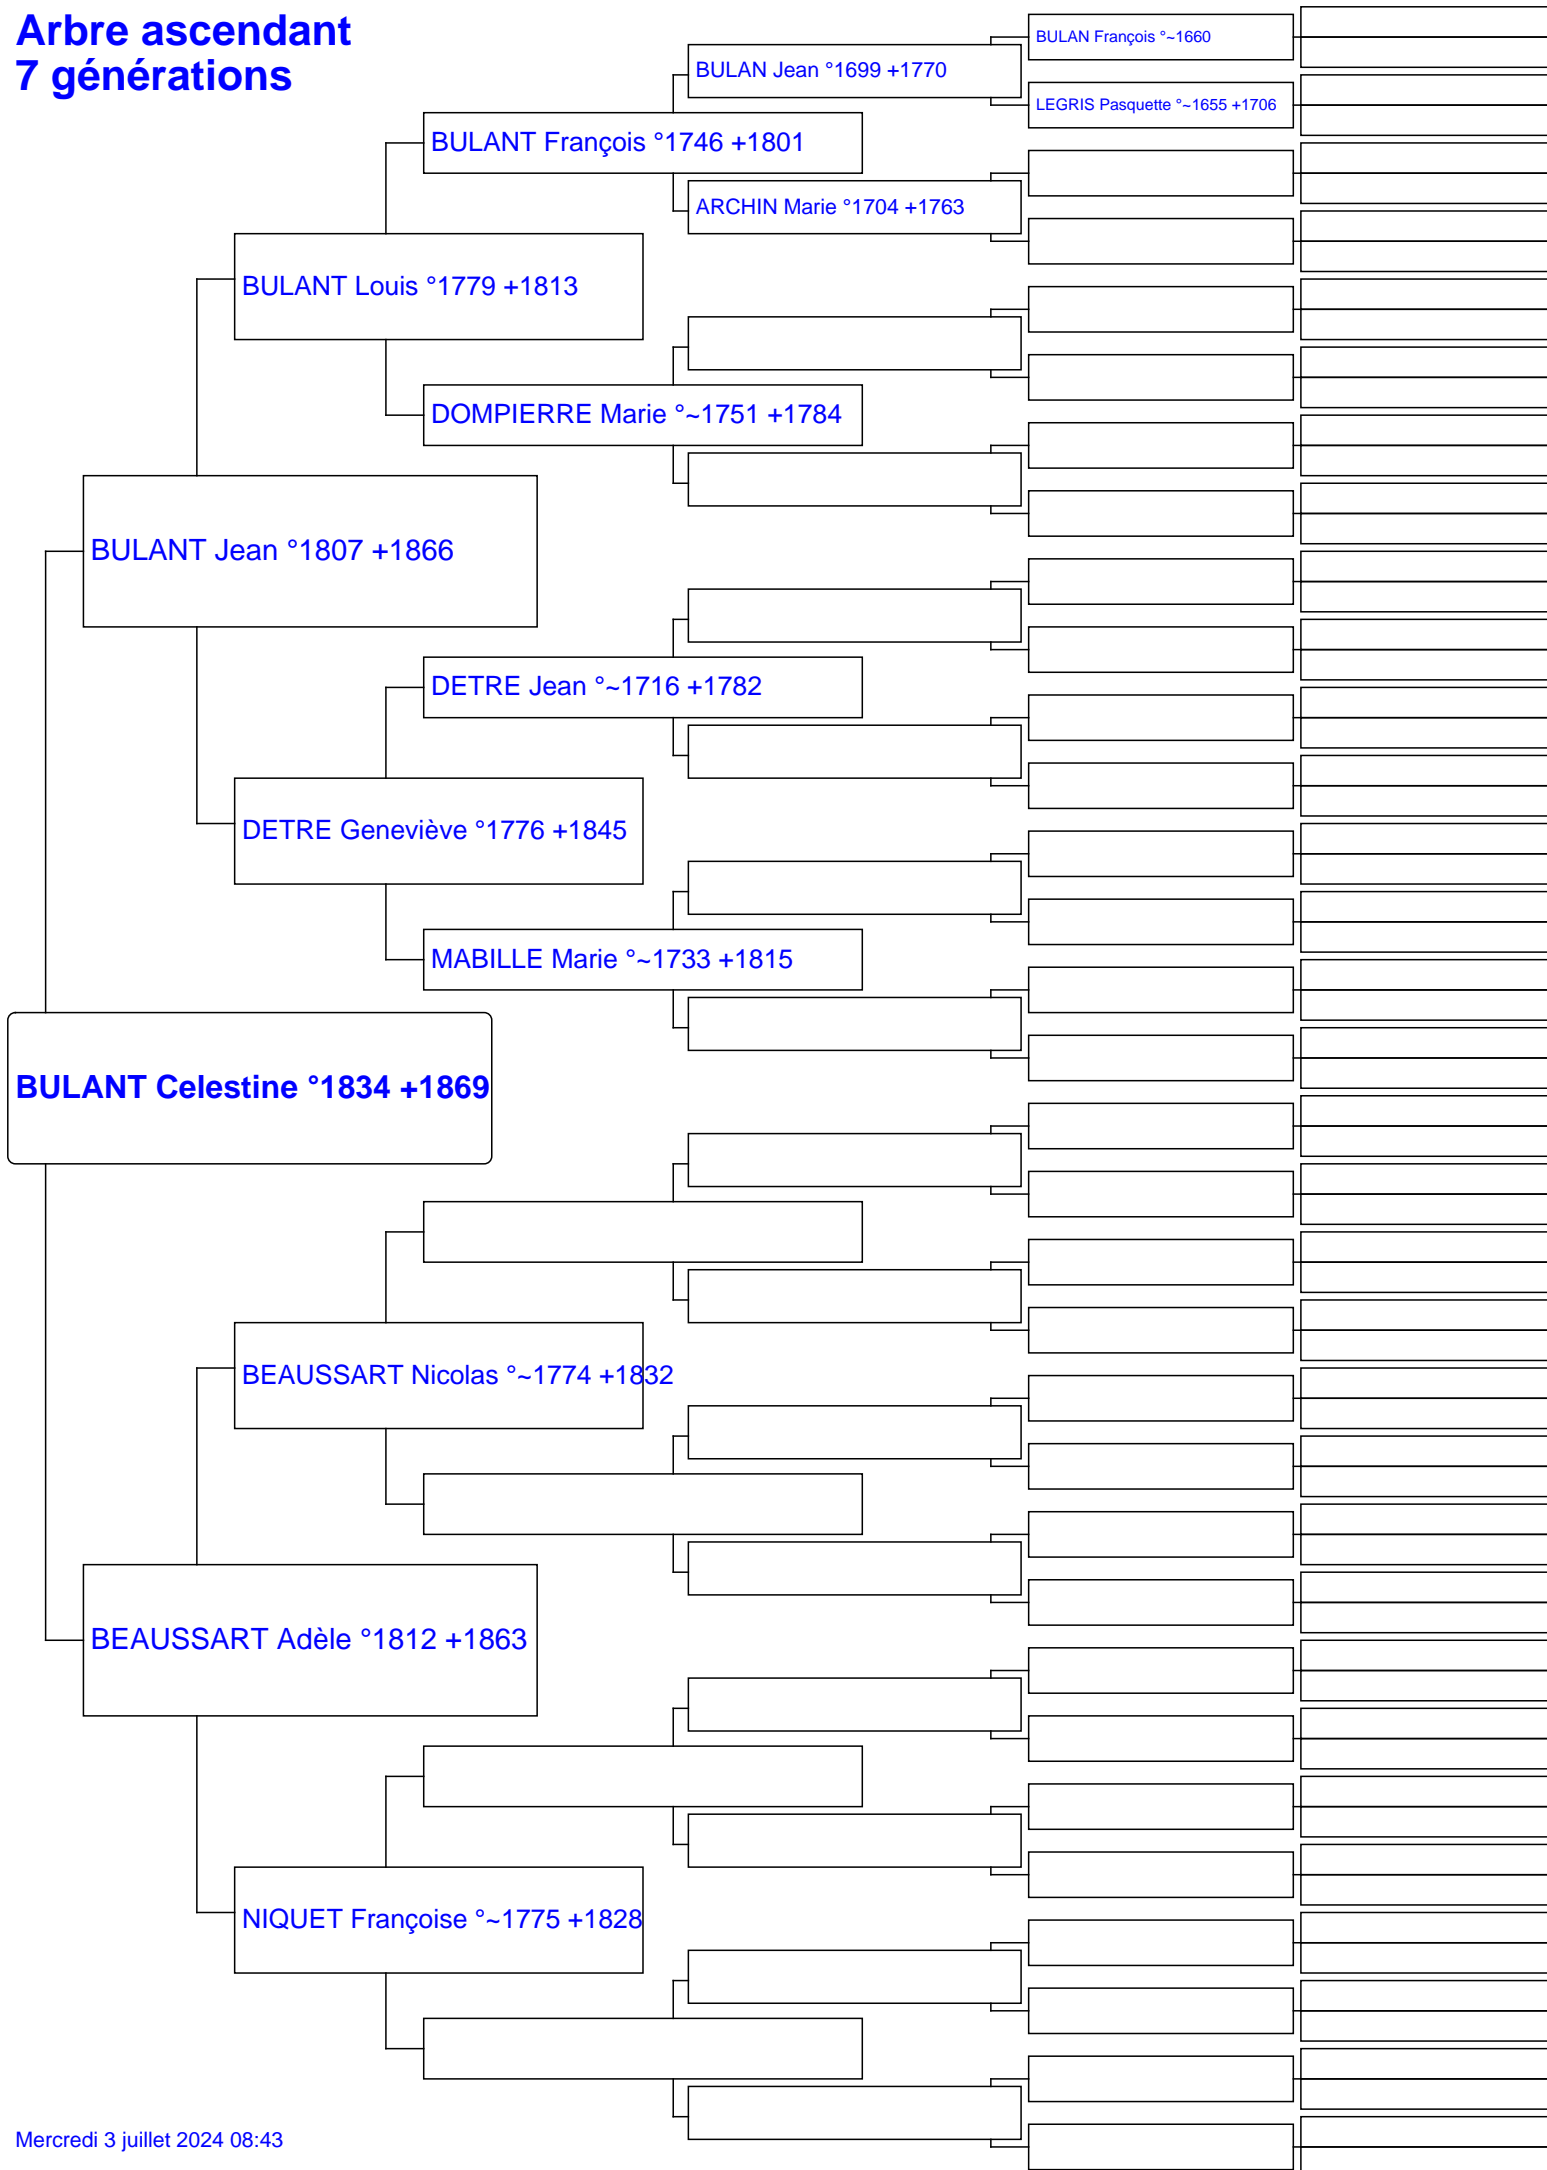 Arbre ascendant
7 générations
BULAN François °~1660
BULAN Jean °1699 +1770
LEGRIS Pasquette °~1655 +1706
BULANT François °1746 +1801
ARCHIN Marie °1704 +1763
BULANT Louis °1779 +1813
DOMPIERRE Marie °~1751 +1784
BULANT Jean °1807 +1866
DETRE Jean °~1716 +1782
DETRE Geneviève °1776 +1845
MABILLE Marie °~1733 +1815
BULANT Celestine °1834 +1869
BEAUSSART Nicolas °~1774 +1832
BEAUSSART Adèle °1812 +1863
NIQUET Françoise °~1775 +1828
Mercredi 3 juillet 2024 08:43